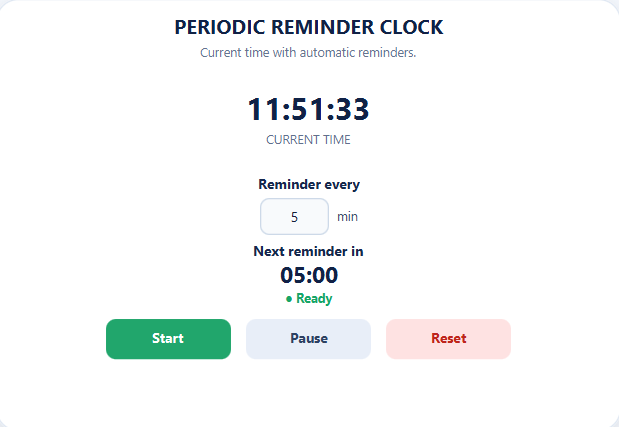 PERIODIC REMINDER CLOCK
Current time with automatic reminders.
11:51:33
CURRENT TIME
Reminder every
5 min
Next reminder in
05:00
• Ready
Start Pause Reset